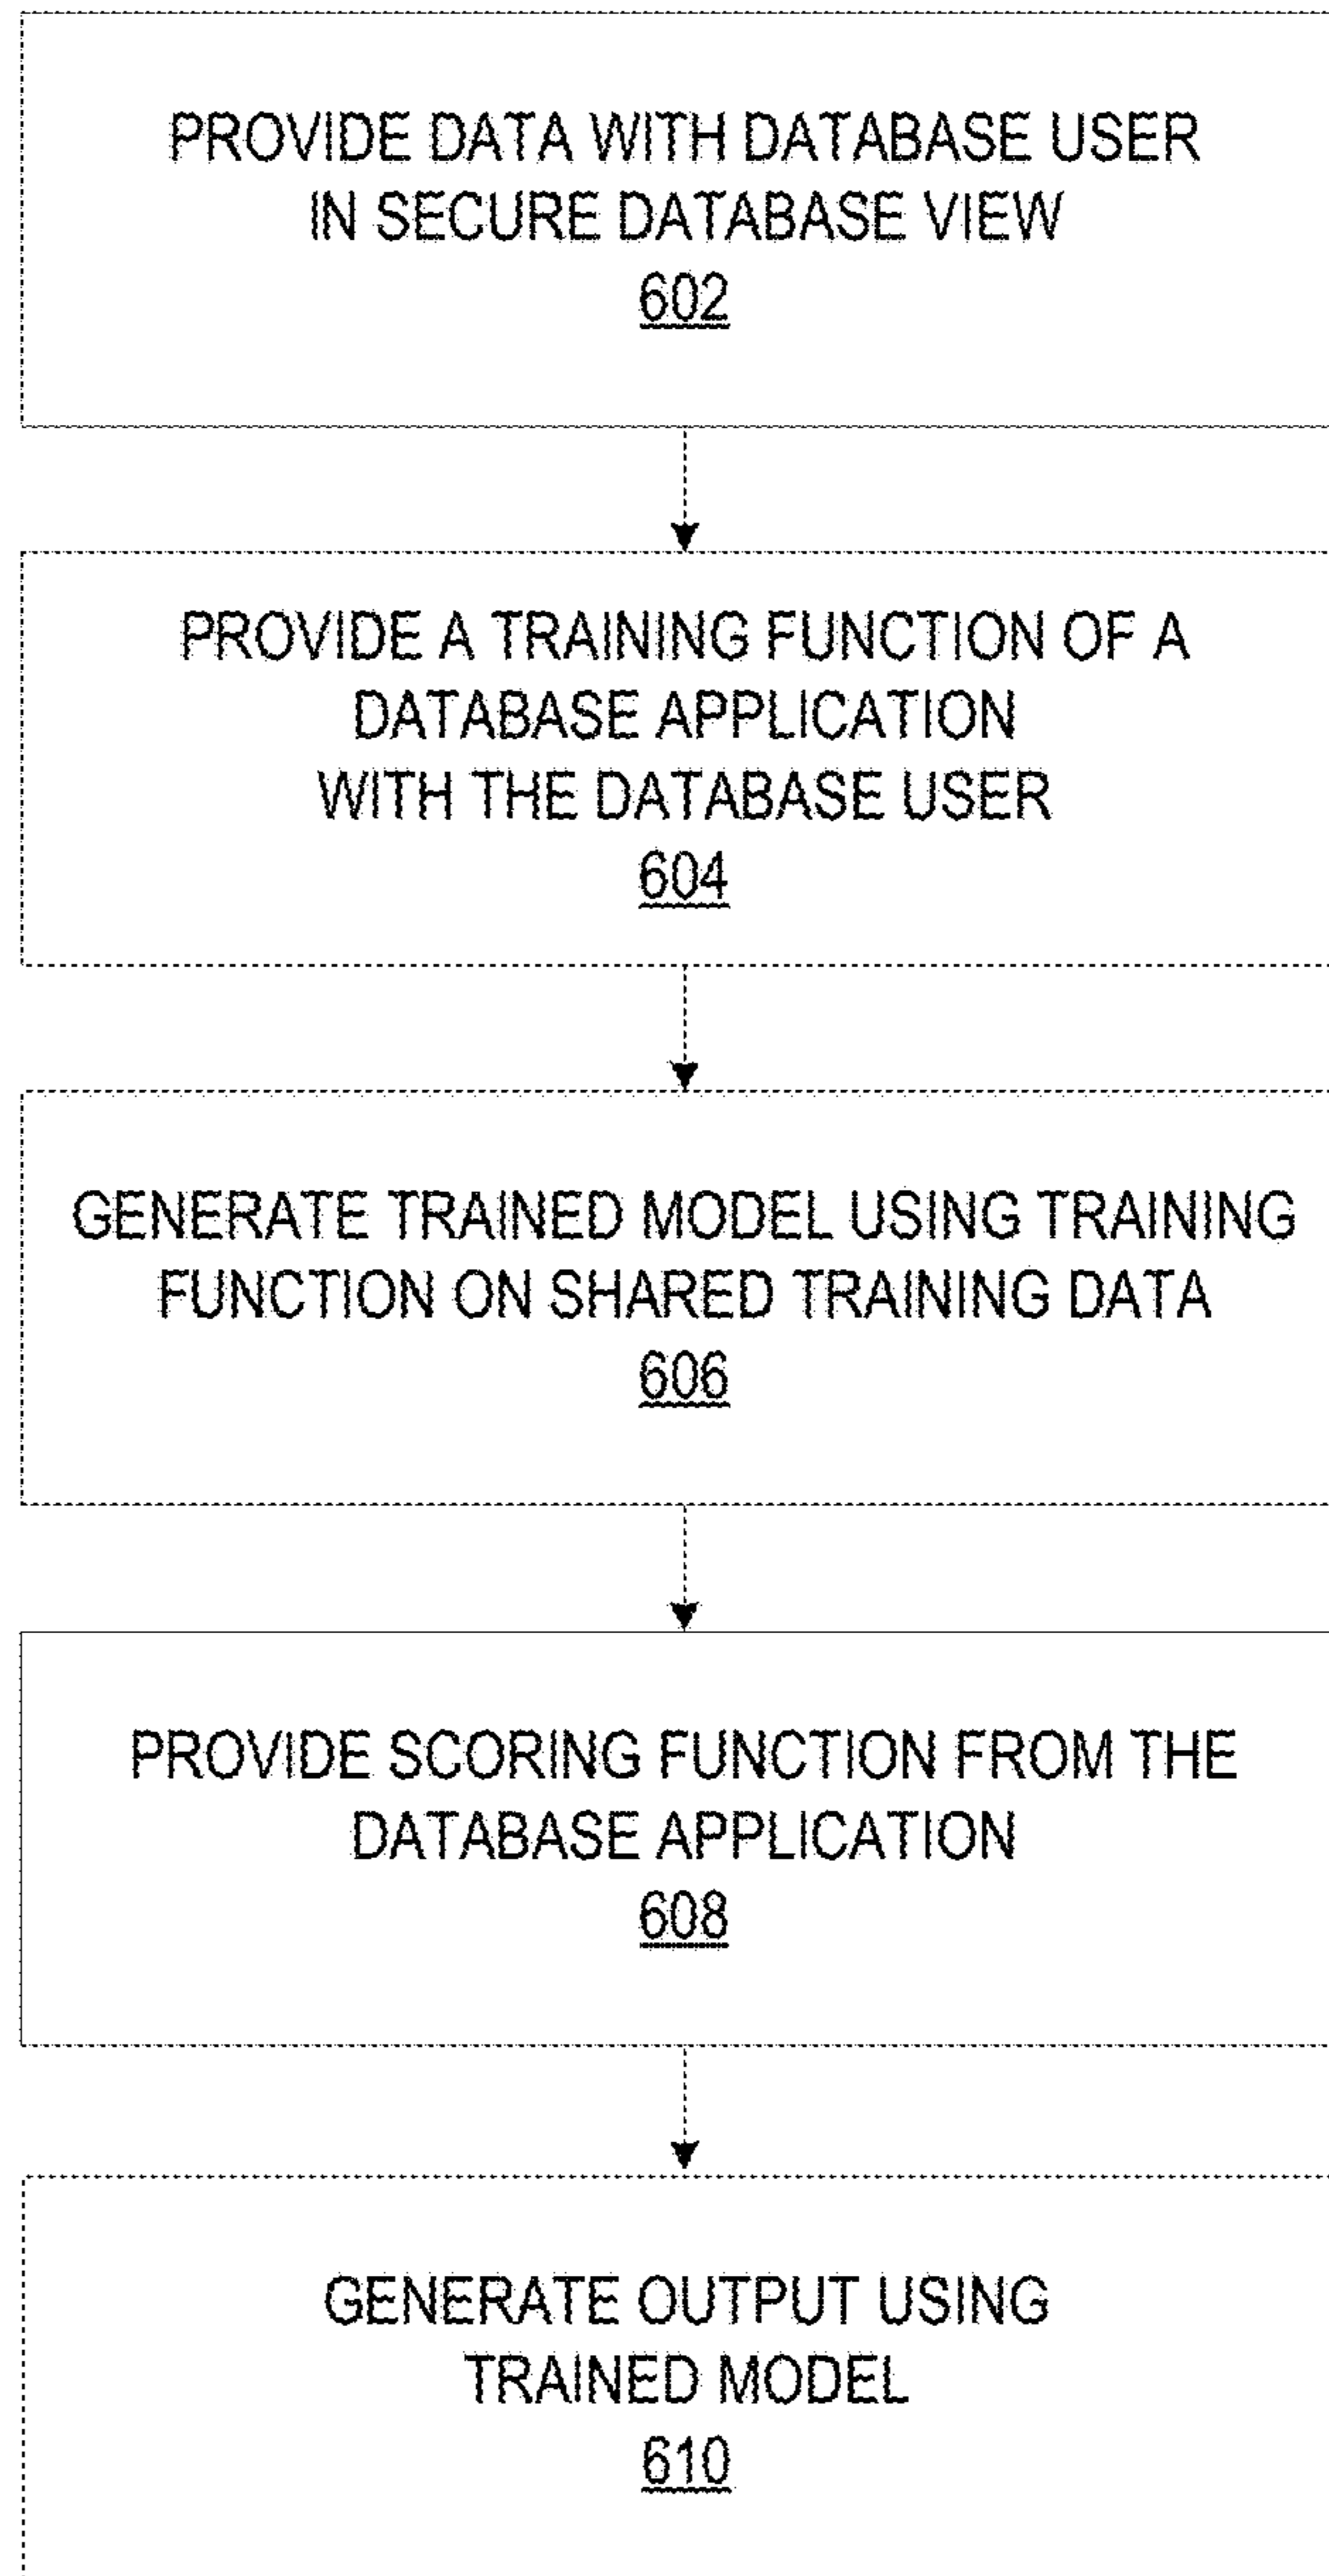 PROVIDE DATA WITH DATABASE USER
IN SECURE DATABASE VIEW
602
PROVIDE A TRAINING FUNCTION OF A
DATABASE APPLICATION
WITH THE DATABASE USER
604
GENERATE TRAINED MODEL USING TRAINING
FUNCTION ON SHARED TRAINING DATA
606
PROVIDE SCORING FUNCTION FROM THE
DATABASE APPLICATION
608
GENERATE OUTPUT USING
TRAINED MODEL
610